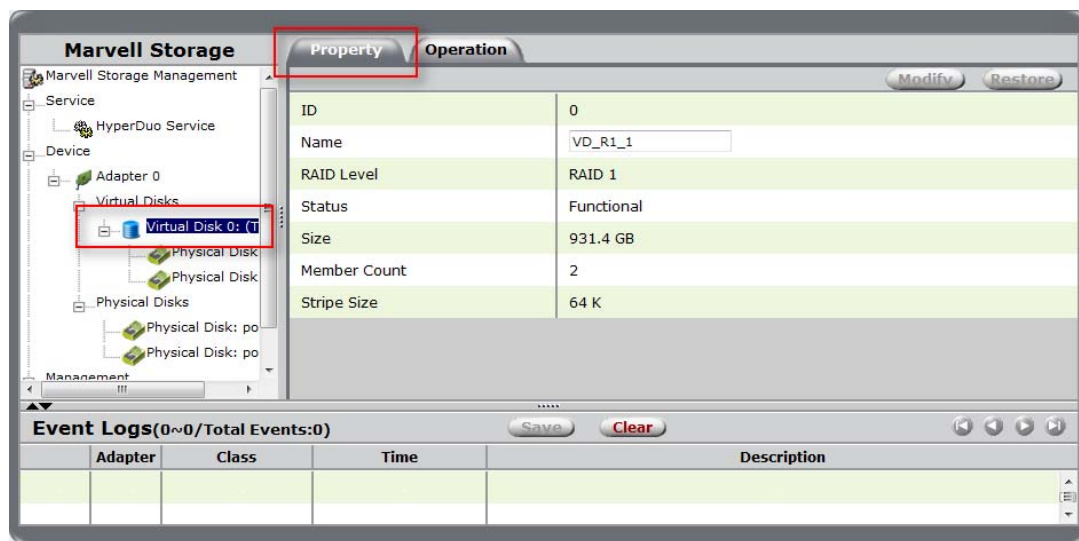 Marvell Storage
Property
Operation
Modify
Restore
Marvell Storage Management
Service
HyperDuo Service
Device
Adapter 0
Virtual Disks
Virtual Disk 0: (T
Physical Disk
Physical Disk
Physical Disks
Physical Disk: po
Physical Disk: po
Management
ID 0
Name VD_R1_1
RAID Level RAID 1
Status Functional
Size 931.4 GB
Member Count 2
Stripe Size 64 K
Event Logs(0~0/Total Events:0)
Save
Clear
Adapter Class Time Description